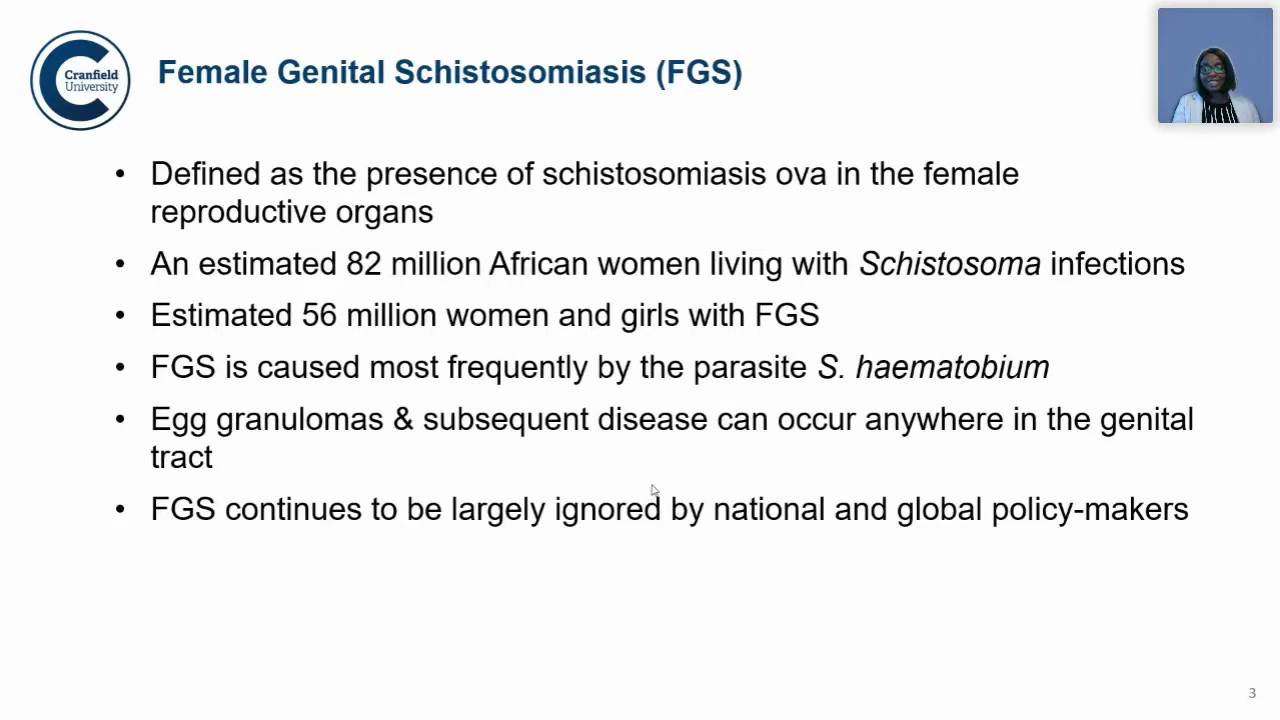 Cranfield
University
Female Genital Schistosomiasis (FGS)
• Defined as the presence of schistosomiasis ova in the female
reproductive organs
• An estimated 82 million African women living with Schistosoma infections
• Estimated 56 million women and girls with FGS
• FGS is caused most frequently by the parasite S. haematobium
• Egg granulomas & subsequent disease can occur anywhere in the genital
tract
• FGS continues to be largely ignored by national and global policy-makers
3